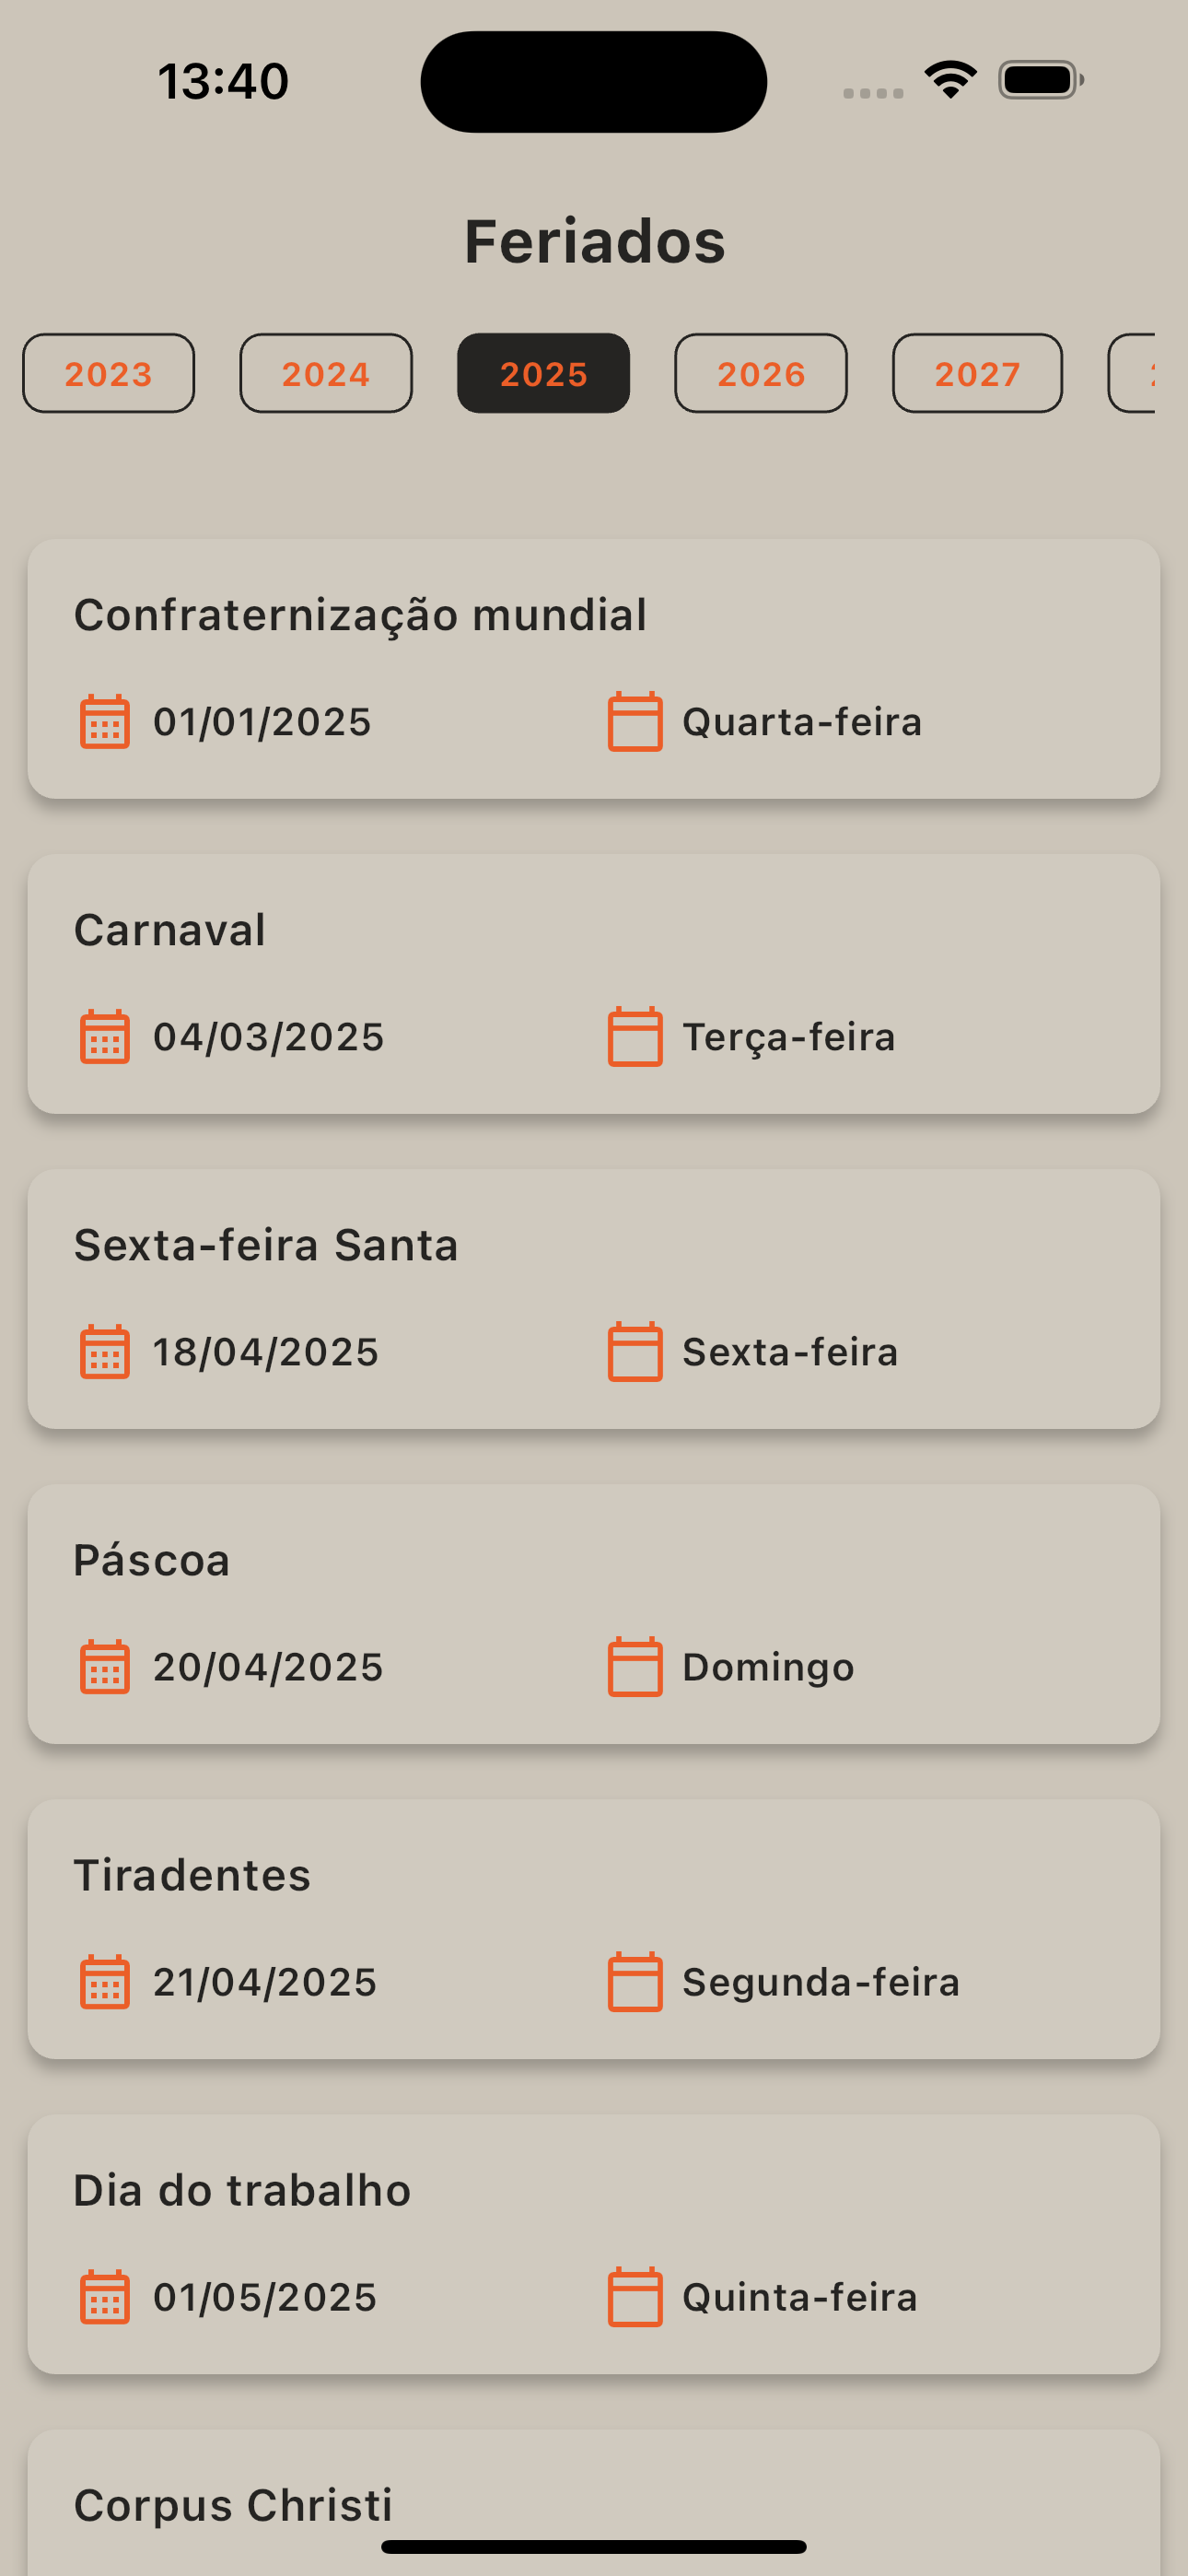 13:40
Feriados
2023 2024 2025 2026 2027
Confraternização mundial
01/01/2025 Quarta-feira
Carnaval
04/03/2025 Terça-feira
Sexta-feira Santa
18/04/2025 Sexta-feira
Páscoa
20/04/2025 Domingo
Tiradentes
21/04/2025 Segunda-feira
Dia do trabalho
01/05/2025 Quinta-feira
Corpus Christi